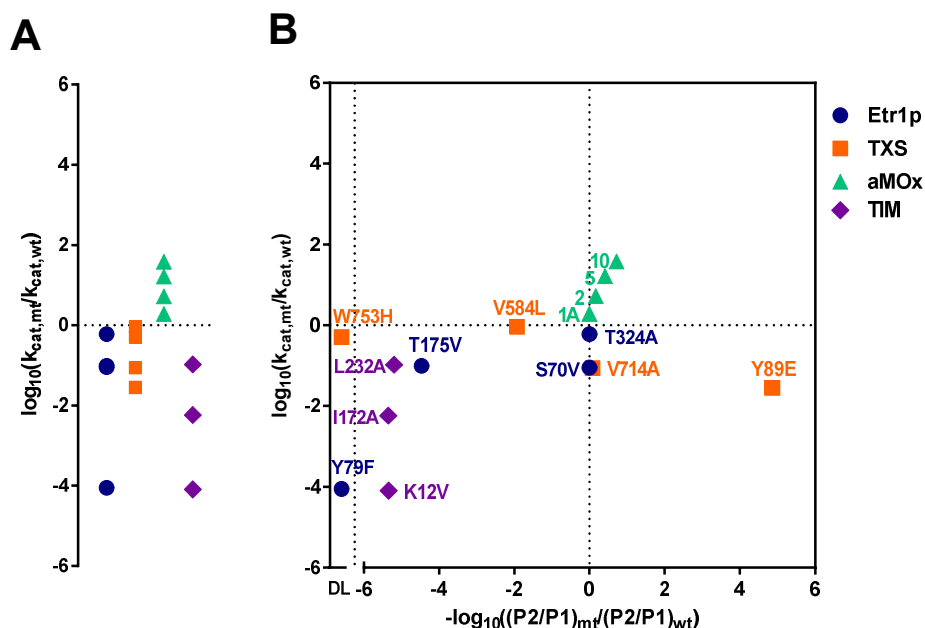 A
B
6
4
2
0
-2
-4
-6
log10(kcat,mt/kcat,wt)
6
4
2
0
-2
-4
-6
log10(kcat,mt/kcat,wt)
W753H
V584L
10
5
2
1A
T175V
T324A
L232A
S70V
V714A
Y89E
I172A
Y79F
K12V
DL -6 -4 -2 0 2 4 6
-log10((P2/P1)mt/(P2/P1)wt)
Etr1p
TXS
aMOx
TIM